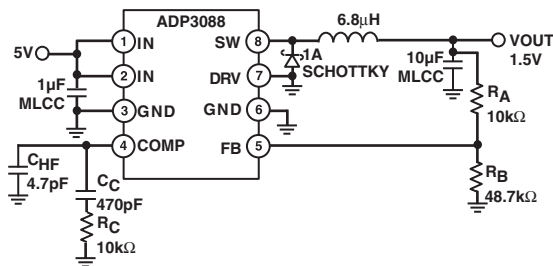 ADP3088
5V
1 IN
2 IN
3 GND
4 COMP
SW 8
DRV 7
GND 6
FB 5
1μF
MLCC
6.8μH
1A
SCHOTTKY
10μF
MLCC
VOUT
1.5V
RA
10kΩ
RB
48.7kΩ
CHF
4.7pF
CC
470pF
RC
10kΩ